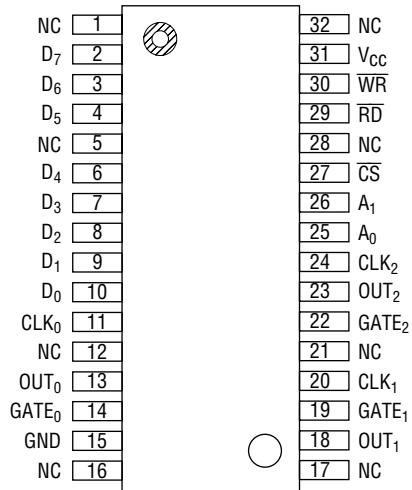 NC 1 32 NC
D7 2 31 VCC
D6 3 30 W̅R̅
D5 4 29 R̅D̅
NC 5 28 NC
D4 6 27 C̅S̅
D3 7 26 A1
D2 8 25 A0
D1 9 24 CLK2
D0 10 23 OUT2
CLK0 11 22 GATE2
NC 12 21 NC
OUT0 13 20 CLK1
GATE0 14 19 GATE1
GND 15 18 OUT1
NC 16 17 NC